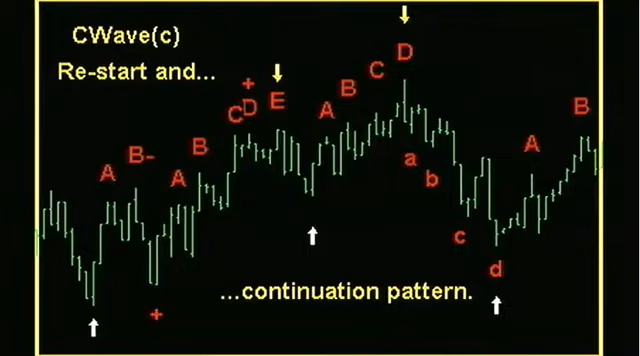 CWave(c)
Re-start and...
A
B-
+
A
B
C
D
+
E
A
B
C
D
a
b
c
d
A
B
...continuation pattern.